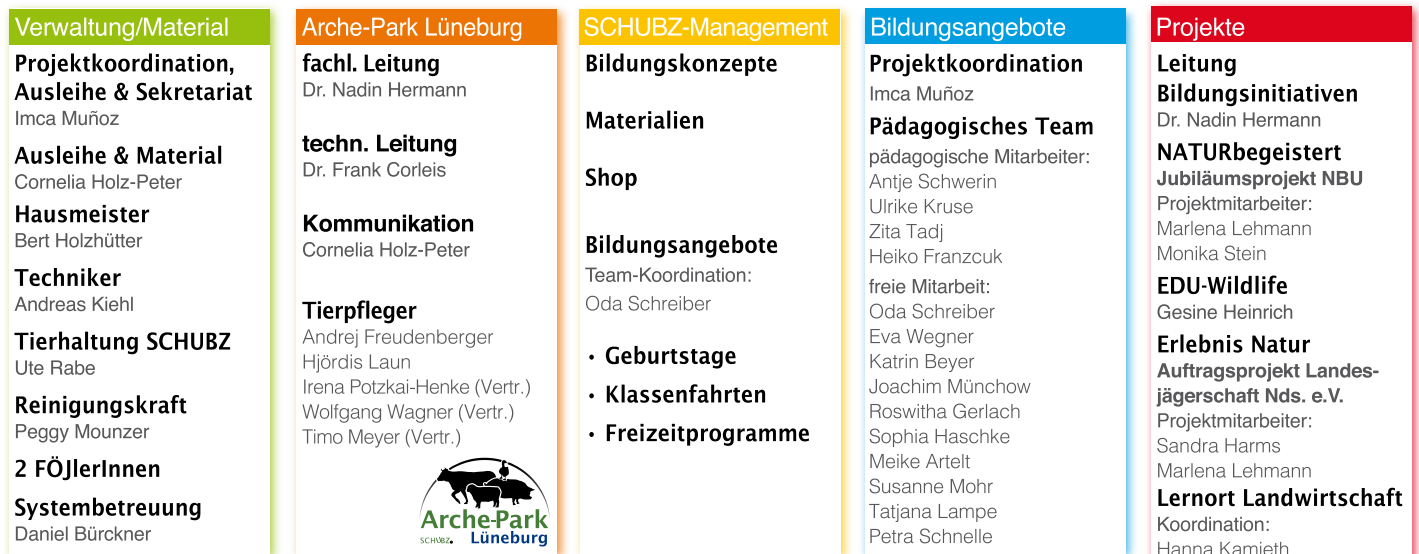 Verwaltung/Material
Projektkoordination,
Ausleihe & Sekretariat
Imca Muñoz
Ausleihe & Material
Cornelia Holz-Peter
Hausmeister
Bert Holzhütter
Techniker
Andreas Kiehl
Tierhaltung SCHUBZ
Ute Rabe
Reinigungskraft
Peggy Mounzer
2 FÖJlerInnen
Systembetreuung
Daniel Bürckner
Arche-Park Lüneburg
fachl. Leitung
Dr. Nadin Hermann
techn. Leitung
Dr. Frank Corleis
Kommunikation
Cornelia Holz-Peter
Tierpfleger
Andrej Freudenberger
Hjördis Laun
Irena Potzkai-Henke (Vertr.)
Wolfgang Wagner (Vertr.)
Timo Meyer (Vertr.)
Arche-Park
SCHUBZ. Lüneburg
SCHUBZ-Management
Bildungskonzepte
Materialien
Shop
Bildungsangebote
Team-Koordination:
Oda Schreiber
• Geburtstage
• Klassenfahrten
• Freizeitprogramme
Bildungsangebote
Projektkoordination
Imca Muñoz
Pädagogisches Team
pädagogische Mitarbeiter:
Antje Schwerin
Ulrike Kruse
Zita Tadj
Heiko Franzcuk
freie Mitarbeit:
Oda Schreiber
Eva Wegner
Katrin Beyer
Joachim Münchow
Roswitha Gerlach
Sophia Haschke
Meike Artelt
Susanne Mohr
Tatjana Lampe
Petra Schnelle
Projekte
Leitung
Bildungsinitiativen
Dr. Nadin Hermann
NATURbegeistert
Jubiläumsprojekt NBU
Projektmitarbeiter:
Marlena Lehmann
Monika Stein
EDU-Wildlife
Gesine Heinrich
Erlebnis Natur
Auftragsprojekt Landes-
jägerschaft Nds. e.V.
Projektmitarbeiter:
Sandra Harms
Marlena Lehmann
Lernort Landwirtschaft
Koordination:
Hanna Kamieth